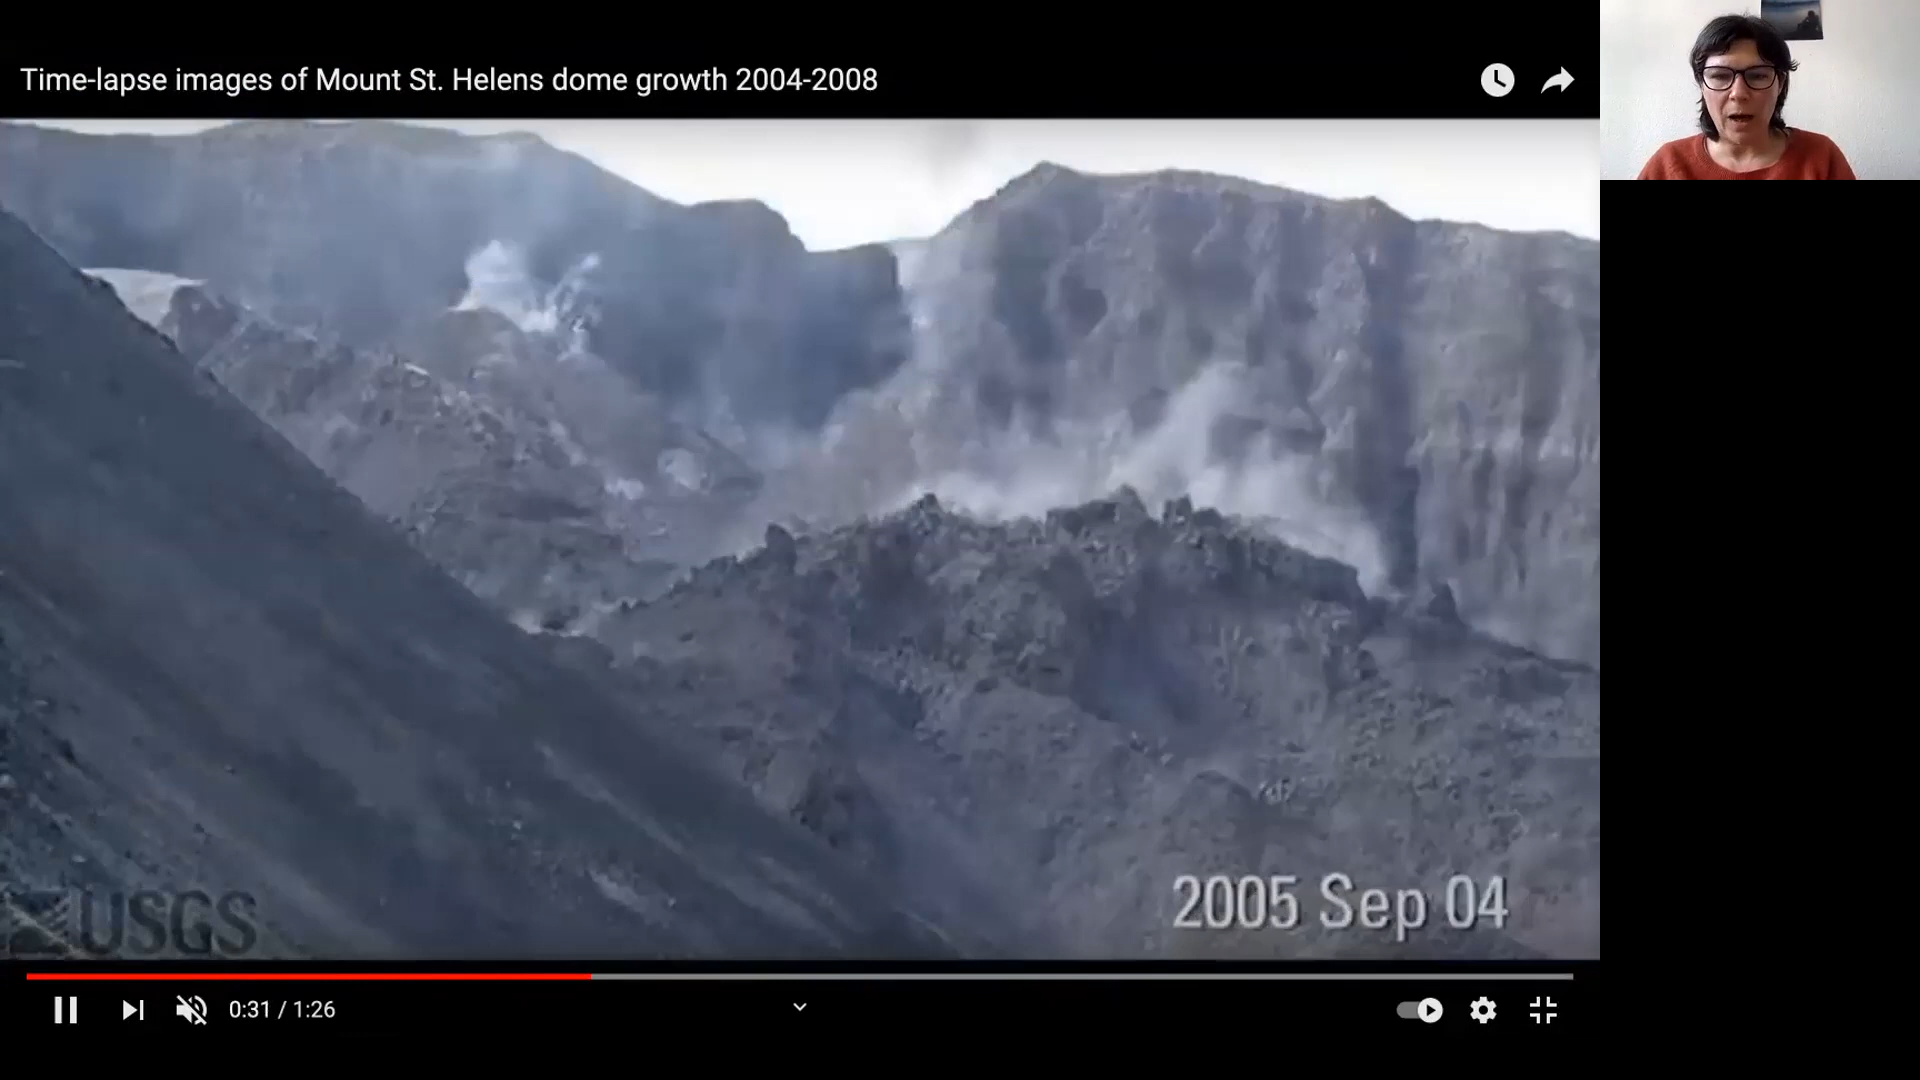 Time-lapse images of Mount St. Helens dome growth 2004-2008
USGS
2005 Sep 04
0:31 / 1:26